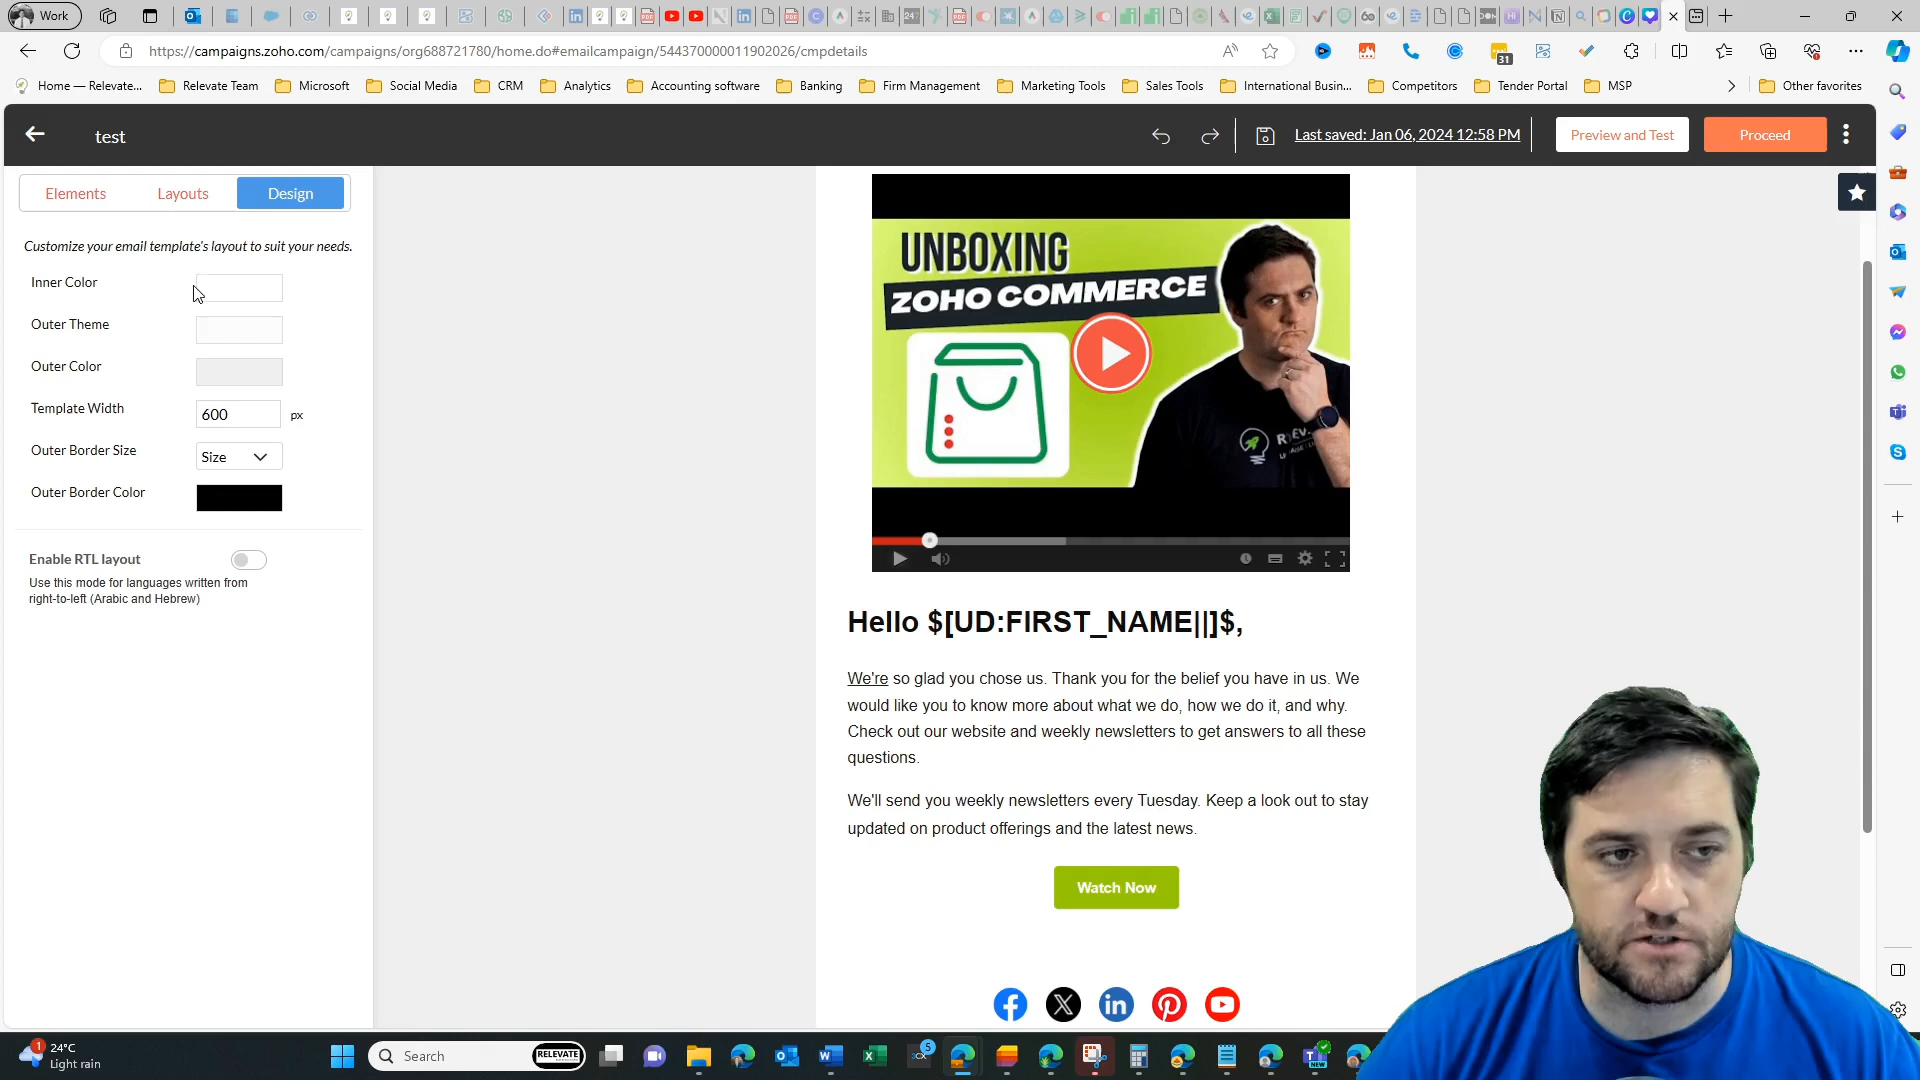 Work
https://campaigns.zoho.com/campaigns/org688721780/home.do#emailcampaign/544370000011902026/cmpdetails
31
Home — Relevate... Relevate Team Microsoft Social Media CRM Analytics Accounting software Banking Firm Management Marketing Tools Sales Tools International Busin... Competitors Tender Portal MSP Other favorites
test
Last saved: Jan 06, 2024 12:58 PM
Preview and Test
Proceed
Elements Layouts Design
Customize your email template's layout to suit your needs.
Inner Color
Outer Theme
Outer Color
Template Width 600 px
Outer Border Size Size
Outer Border Color
Enable RTL layout
Use this mode for languages written from
right-to-left (Arabic and Hebrew)
UNBOXING
ZOHO COMMERCE
Hello $[UD:FIRST_NAME||]$,
We're so glad you chose us. Thank you for the belief you have in us. We
would like you to know more about what we do, how we do it, and why.
Check out our website and weekly newsletters to get answers to all these
questions.
We'll send you weekly newsletters every Tuesday. Keep a look out to stay
updated on product offerings and the latest news.
Watch Now
1
24°C
Light rain
Search
RELEVATE
3CX
5
NEW